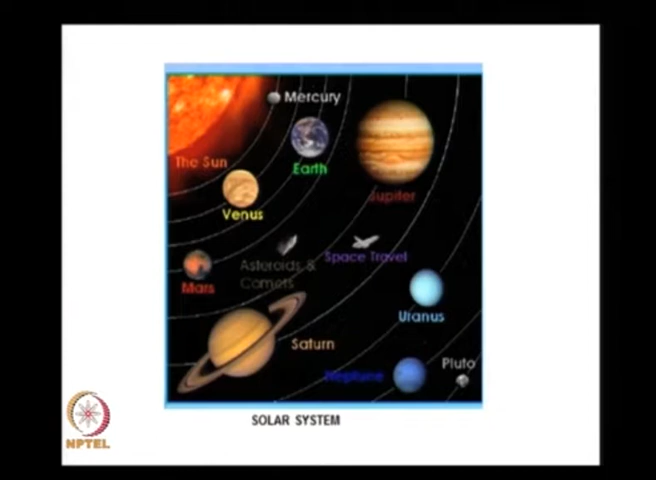 Mercury
The Sun
Earth
Jupiter
Venus
Asteroids &
Comets
Space Travel
Mars
Uranus
Saturn
Neptune
Pluto
SOLAR SYSTEM
NPTEL